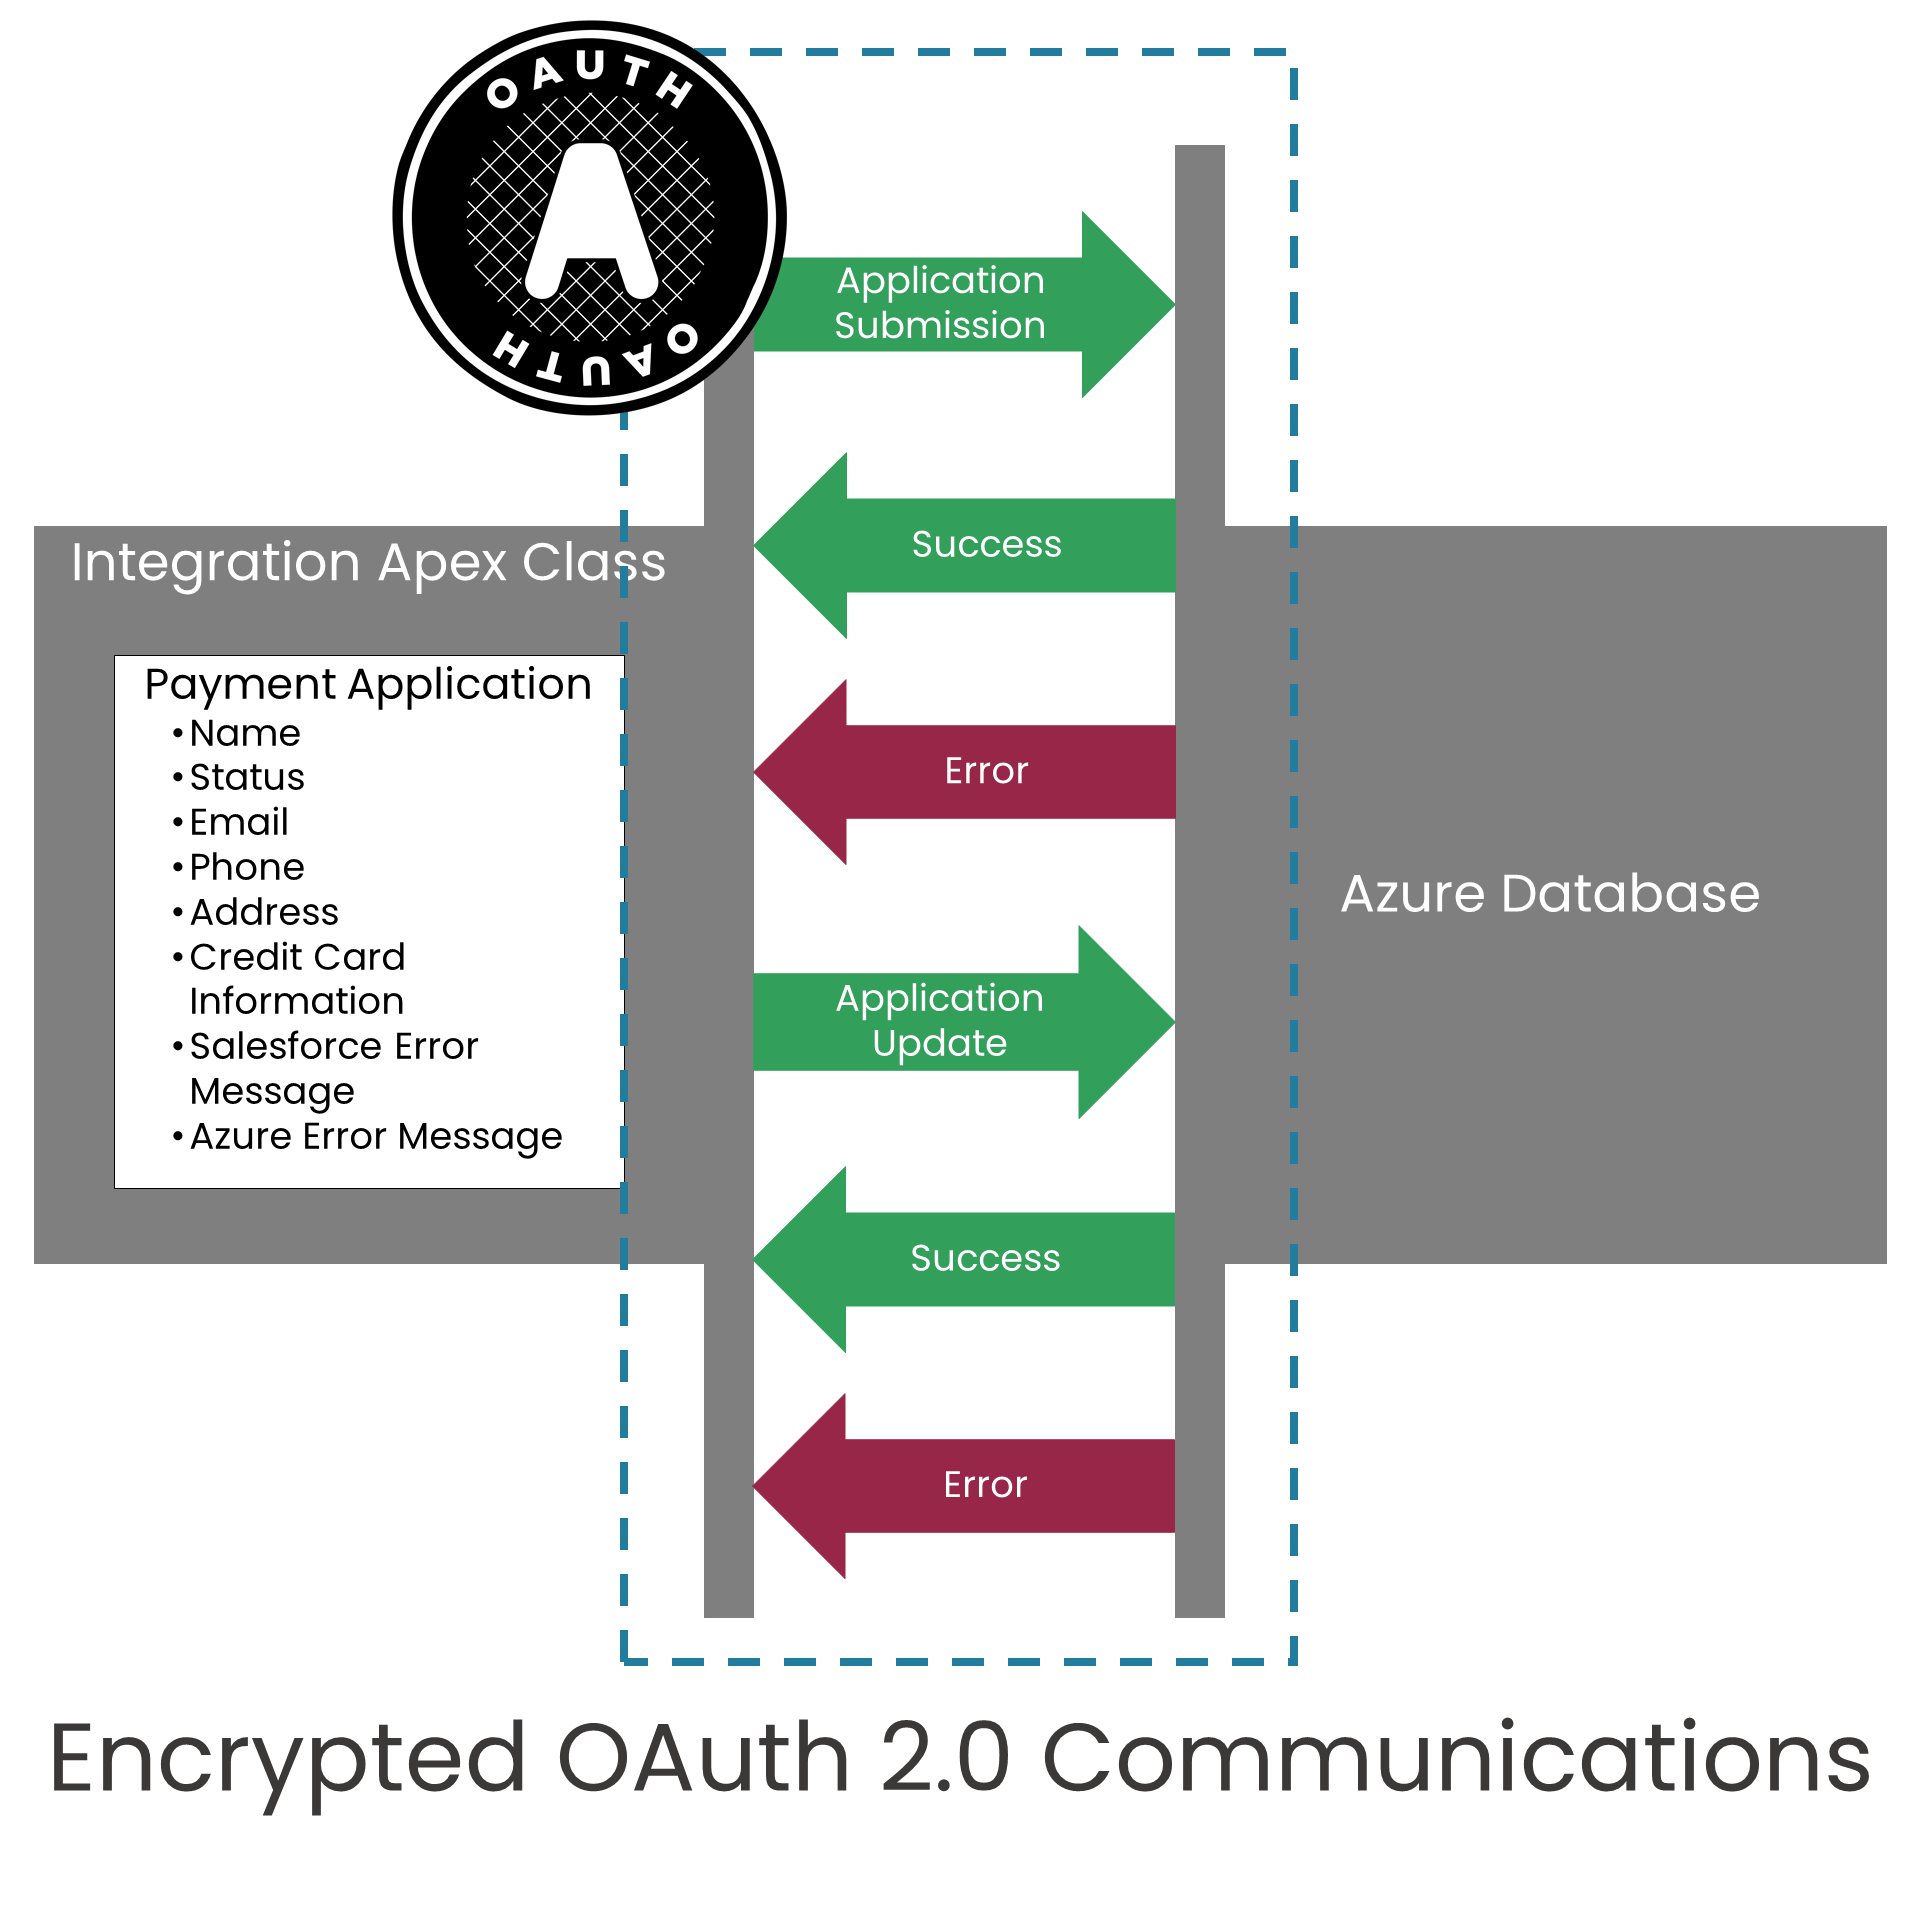 OAUTH
OAUTH
Application
Submission
Success
Integration Apex Class
Payment Application
•Name
•Status
•Email
•Phone
•Address
•Credit Card
Information
•Salesforce Error
Message
•Azure Error Message
Error
Azure Database
Application
Update
Success
Error
Encrypted OAuth 2.0 Communications